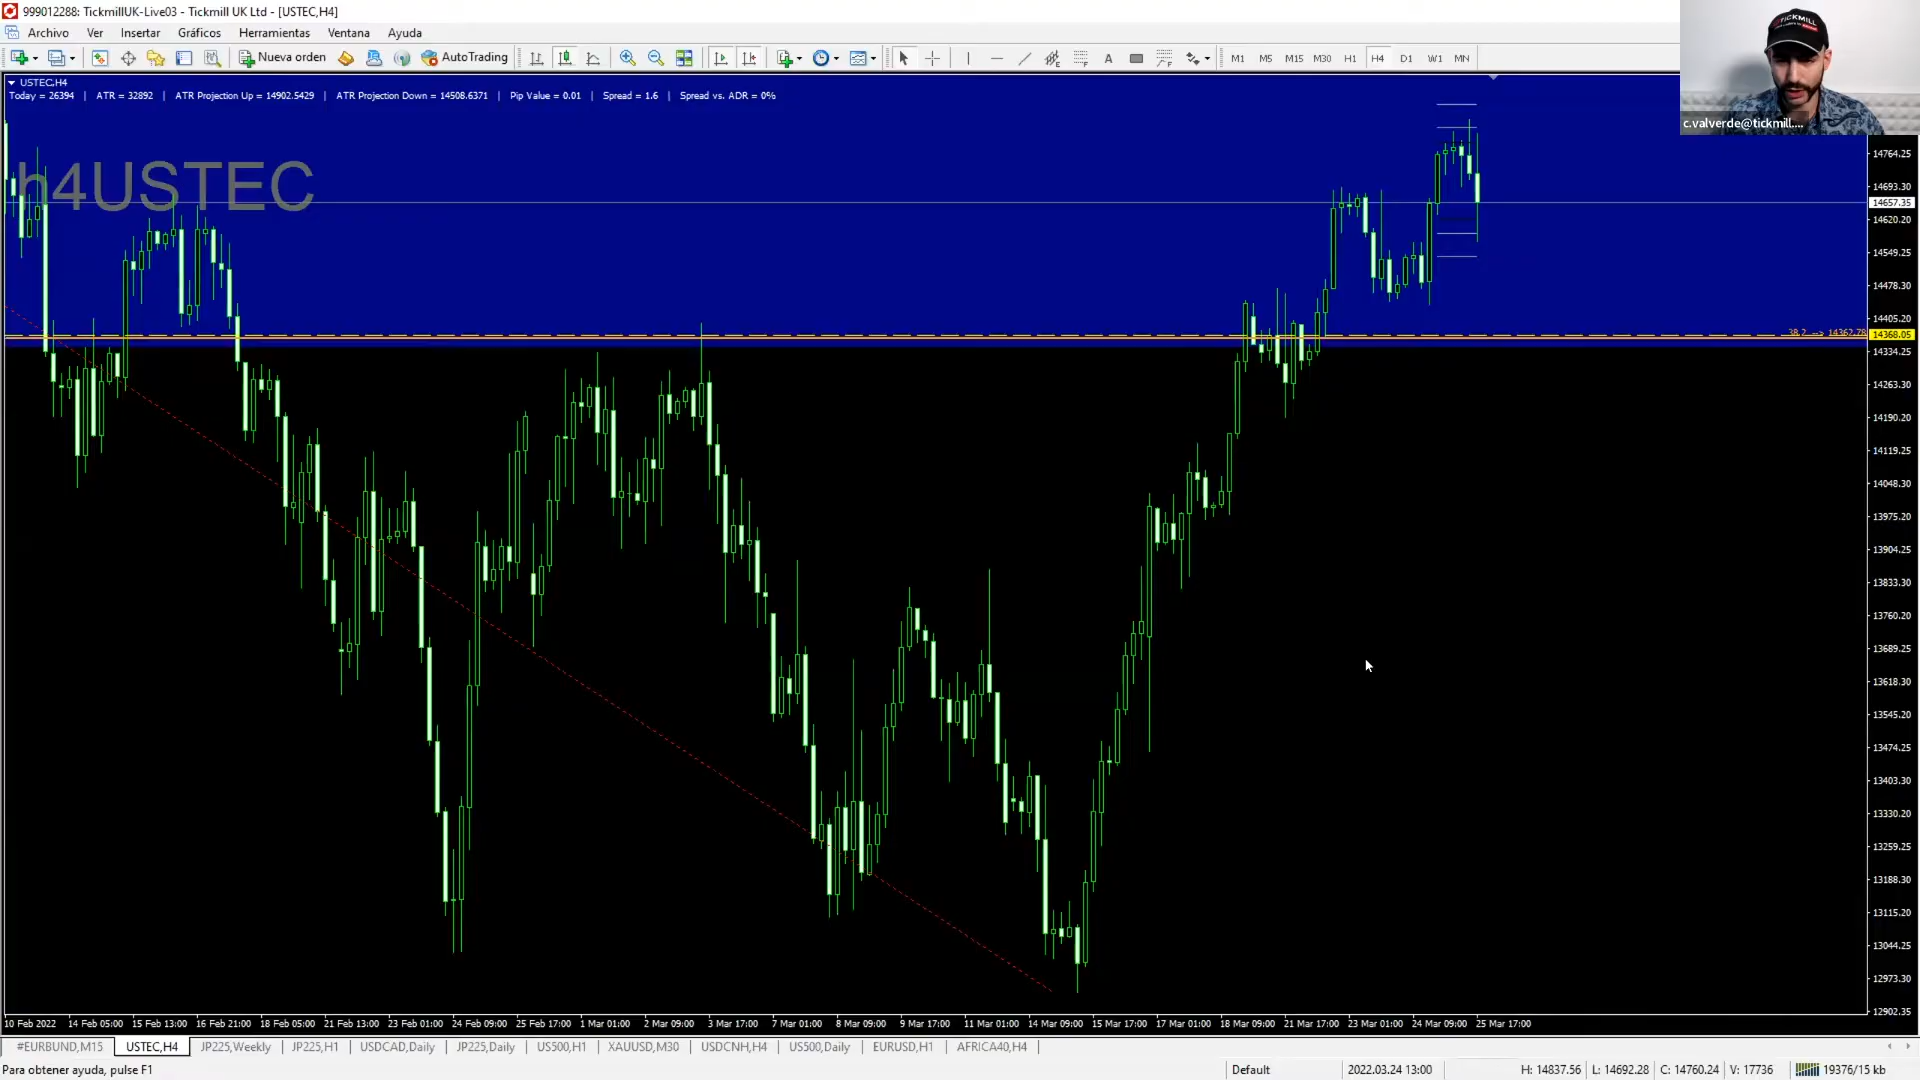 999012288: TickmillUK-Live03 - Tickmill UK Ltd - [USTEC,H4]
Archivo Ver Insertar Gráficos Herramientas Ventana Ayuda
Nueva orden AutoTrading A M1 M5 M15 M30 H1 H4 D1 W1 MN
TICKMILL
c.valverde@tickmill....
USTEC,H4
Today = 26394 | ATR = 32892 | ATR Projection Up = 14902.5429 | ATR Projection Down = 14508.6371 | Pip Value = 0.01 | Spread = 1.6 | Spread vs. ADR = 0%
h4USTEC
14764.25
14693.30
14657.35
14620.20
14549.25
14478.30
14405.20
38.2 --> 14362.78
14368.05
14334.25
14263.30
14190.20
14119.25
14048.30
13975.20
13904.25
13833.30
13760.20
13689.25
13618.30
13545.20
13474.25
13403.30
13330.20
13259.25
13188.30
13115.20
13044.25
12973.30
12902.35
10 Feb 2022 14 Feb 05:00 15 Feb 13:00 16 Feb 21:00 18 Feb 05:00 21 Feb 13:00 23 Feb 01:00 24 Feb 09:00 25 Feb 17:00 1 Mar 01:00 2 Mar 09:00 3 Mar 17:00 7 Mar 01:00 8 Mar 09:00 9 Mar 17:00 11 Mar 01:00 14 Mar 09:00 15 Mar 17:00 17 Mar 01:00 18 Mar 09:00 21 Mar 17:00 23 Mar 01:00 24 Mar 09:00 25 Mar 17:00
#EURBUND,M15 USTEC,H4 JP225,Weekly JP225,H1 USDCAD,Daily JP225,Daily US500,H1 XAUUSD,M30 USDCNH,H4 US500,Daily EURUSD,H1 AFRICA40,H4
Para obtener ayuda, pulse F1 Default 2022.03.24 13:00 H: 14837.56 L: 14692.28 C: 14760.24 V: 17736 19376/15 kb